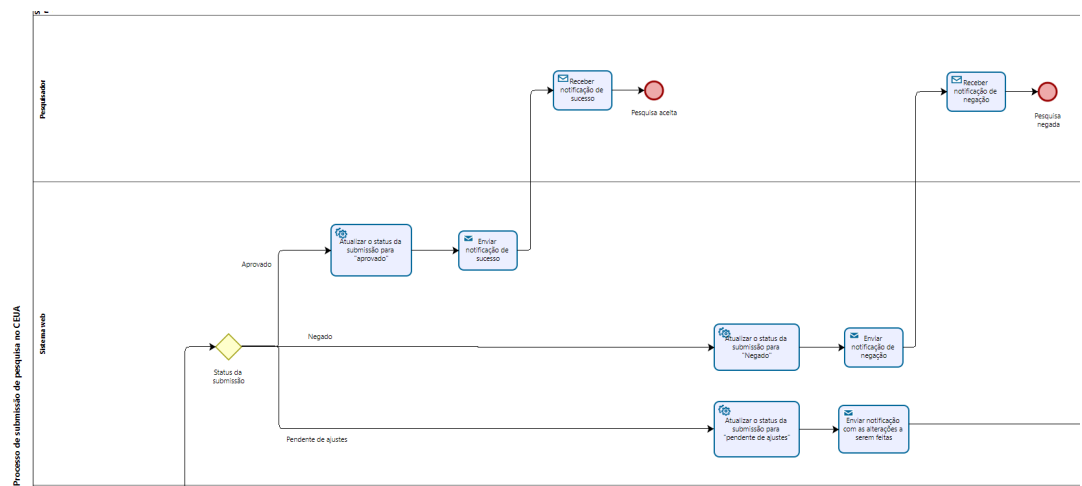 Pesquisador
Receber
notificação de
sucesso
Pesquisa aceita
Receber
notificação de
negação
Pesquisa
negada
Processo de submissão de pesquisa no CEUA
Sistema web
Atualizar o status da
submissão para
"aprovado"
Enviar
notificação de
sucesso
Aprovado
Negado
Status da
submissão
Atualizar o status da
submissão para
"Negado"
Enviar
notificação de
negação
Pendente de ajustes
Atualizar o status da
submissão para
"pendente de ajustes"
Enviar notificação
com as alterações a
serem feitas